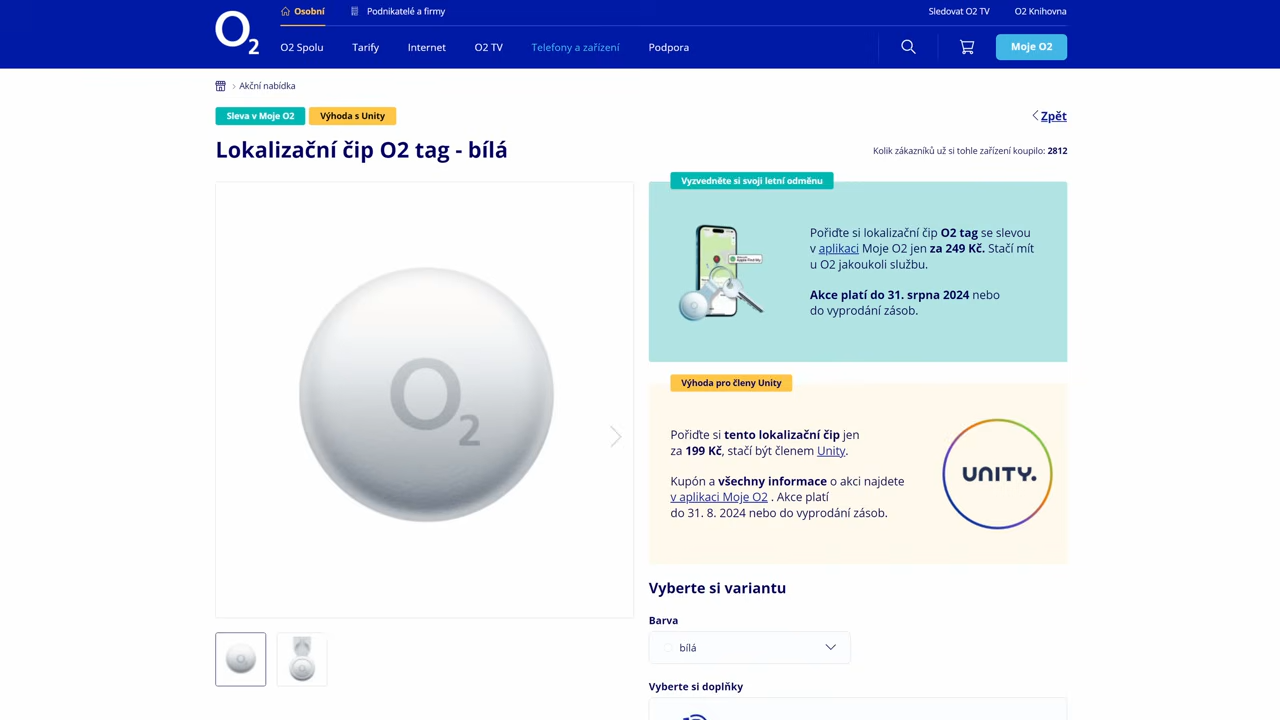 Osobní
Podnikatelé a firmy
Sledovat O2 TV
O2 Knihovna
O2
O2 Spolu
Tarify
Internet
O2 TV
Telefony a zařízení
Podpora
Moje O2
Akční nabídka
Sleva v Moje O2
Výhoda s Unity
Zpět
Lokalizační čip O2 tag - bílá
Kolik zákazníků už si tohle zařízení koupilo: 2812
O2
Vyzvedněte si svoji letní odměnu
Pořiďte si lokalizační čip O2 tag se slevou
v aplikaci Moje O2 jen za 249 Kč. Stačí mít
u O2 jakoukoli službu.
Akce platí do 31. srpna 2024 nebo
do vyprodání zásob.
Výhoda pro členy Unity
Pořiďte si tento lokalizační čip jen
za 199 Kč, stačí být členem Unity.
Kupón a všechny informace o akci najdete
v aplikaci Moje O2 . Akce platí
do 31. 8. 2024 nebo do vyprodání zásob.
UNITY.
Vyberte si variantu
Barva
bílá
Vyberte si doplňky